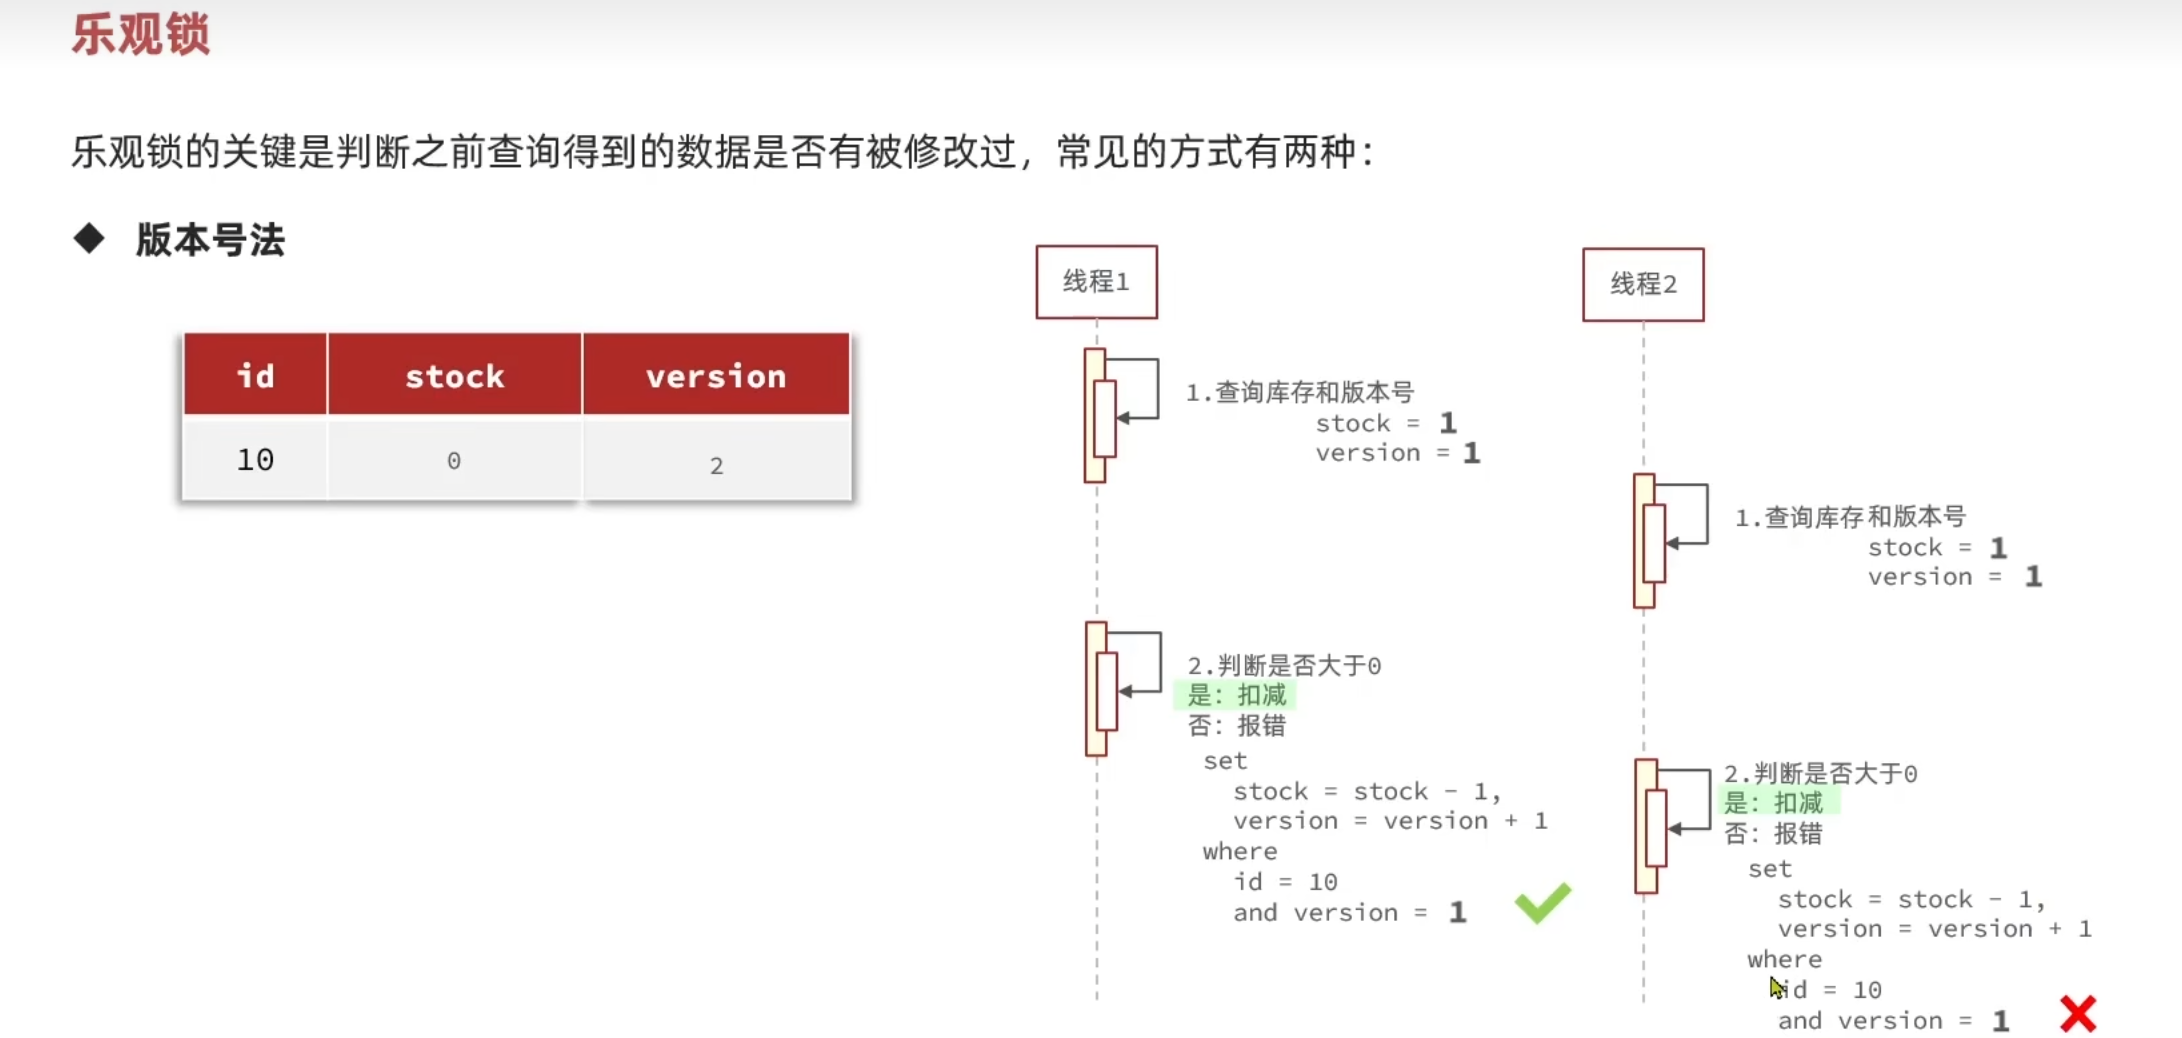 乐观锁
乐观锁的关键是判断之前查询得到的数据是否有被修改过，常见的方式有两种：
◆ 版本号法
id stock version
10 0 2
线程1
1.查询库存和版本号
stock = 1
version = 1
2.判断是否大于0
是：扣减
否：报错
set
stock = stock - 1,
version = version + 1
where
id = 10
and version = 1
线程2
1.查询库存和版本号
stock = 1
version = 1
2.判断是否大于0
是：扣减
否：报错
set
stock = stock - 1,
version = version + 1
where
id = 10
and version = 1